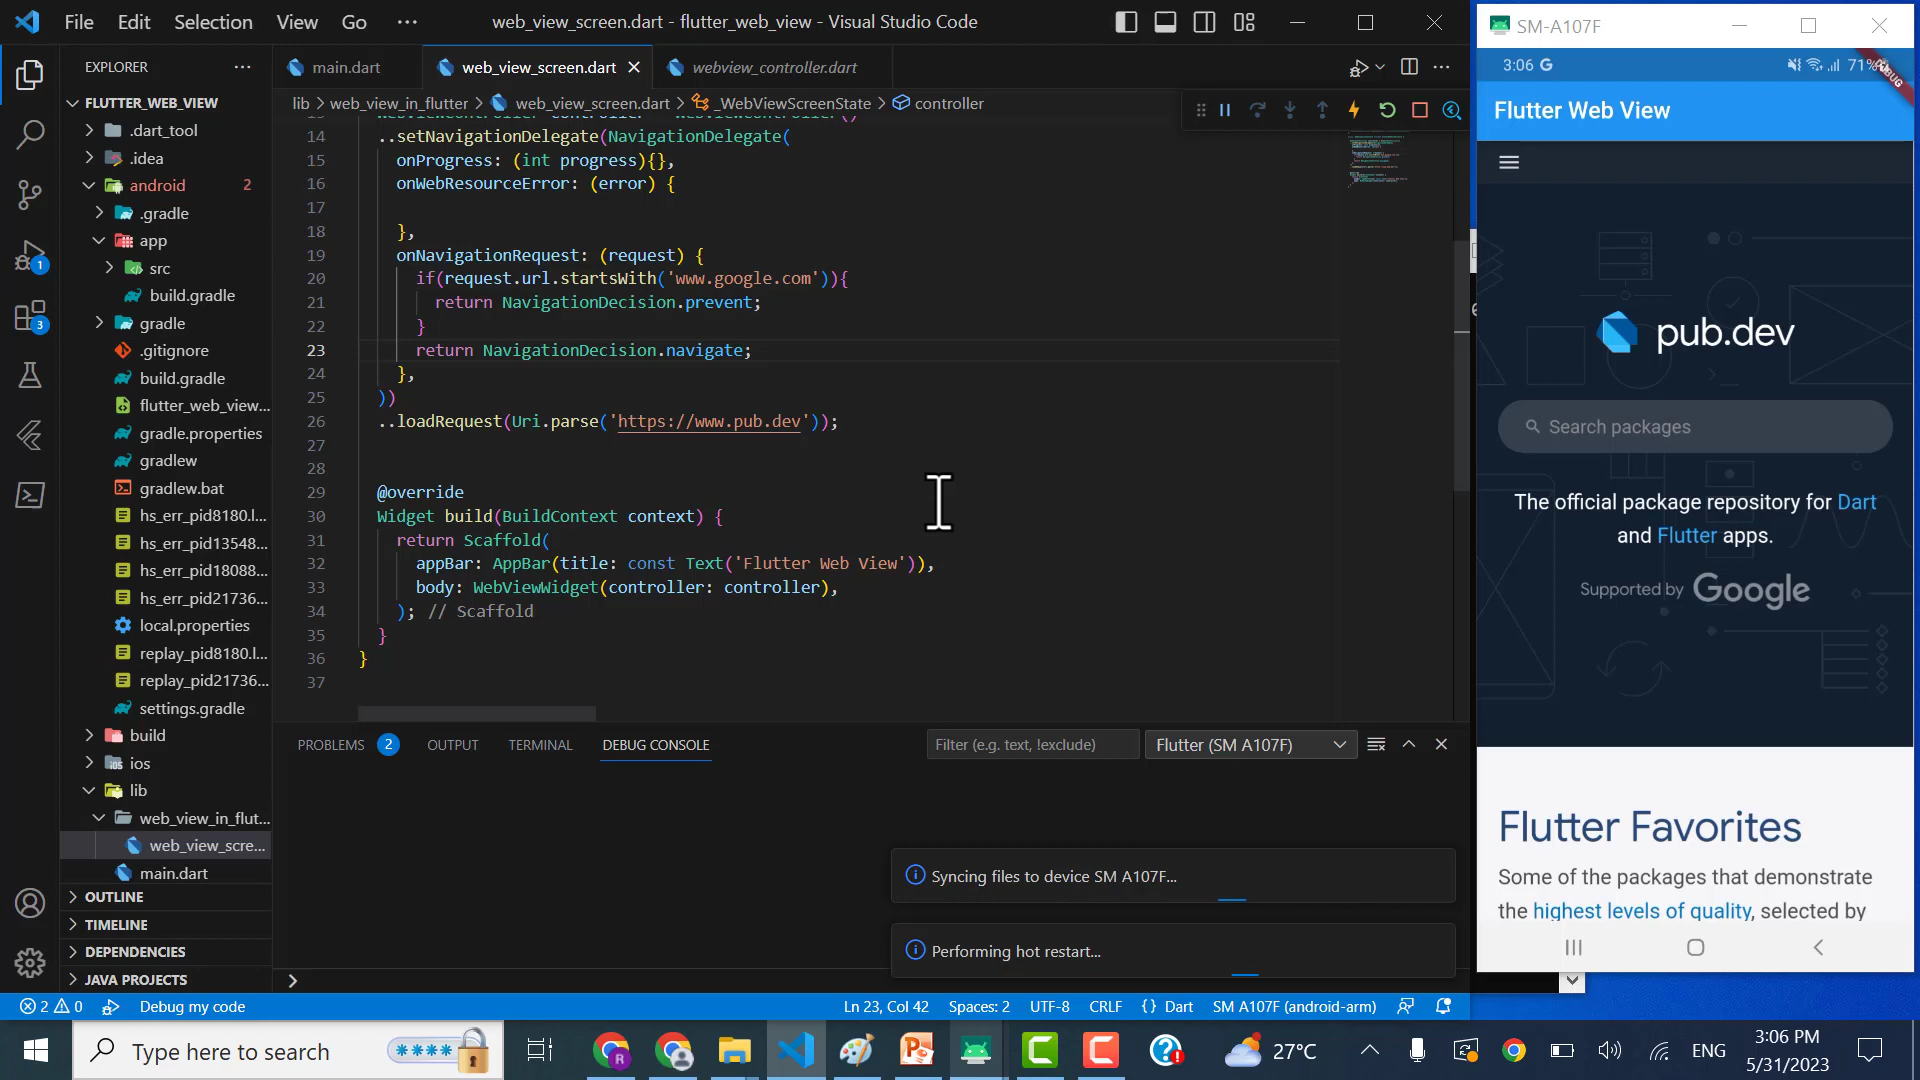 File Edit Selection View Go ···
web_view_screen.dart - flutter_web_view - Visual Studio Code
EXPLORER ···
main.dart
web_view_screen.dart
webview_controller.dart
lib > web_view_in_flutter > web_view_screen.dart > _WebViewScreenState > controller
FLUTTER_WEB_VIEW
.dart_tool
.idea
android 2
.gradle
app
src
build.gradle
gradle
.gitignore
build.gradle
flutter_web_view...
gradle.properties
gradlew
gradlew.bat
hs_err_pid8180.l...
hs_err_pid13548...
hs_err_pid18088...
hs_err_pid21736...
local.properties
replay_pid8180.l...
replay_pid21736...
settings.gradle
build
ios
lib
web_view_in_flut...
web_view_scre...
main.dart
OUTLINE
TIMELINE
DEPENDENCIES
JAVA PROJECTS
1
3
14 ..setNavigationDelegate(NavigationDelegate(
15 onProgress: (int progress){},
16 onWebResourceError: (error) {
17
18 },
19 onNavigationRequest: (request) {
20 if(request.url.startsWith('www.google.com')){
21 return NavigationDecision.prevent;
22 }
23 return NavigationDecision.navigate;
24 },
25 ))
26 ..loadRequest(Uri.parse('https://www.pub.dev'));
27
28
29 @override
30 Widget build(BuildContext context) {
31 return Scaffold(
32 appBar: AppBar(title: const Text('Flutter Web View')),
33 body: WebViewWidget(controller: controller),
34 ); // Scaffold
35 }
36 }
37
PROBLEMS 2 OUTPUT TERMINAL DEBUG CONSOLE
Filter (e.g. text, !exclude)
Flutter (SM A107F)
Syncing files to device SM A107F...
Performing hot restart...
2 0 Debug my code
Ln 23, Col 42 Spaces: 2 UTF-8 CRLF {} Dart SM A107F (android-arm)
SM-A107F
3:06 G 71%
DEBUG
Flutter Web View
pub.dev
Search packages
The official package repository for Dart
and Flutter apps.
Supported by Google
Flutter Favorites
Some of the packages that demonstrate
the highest levels of quality, selected by
Type here to search
27°C
ENG
3:06 PM
5/31/2023